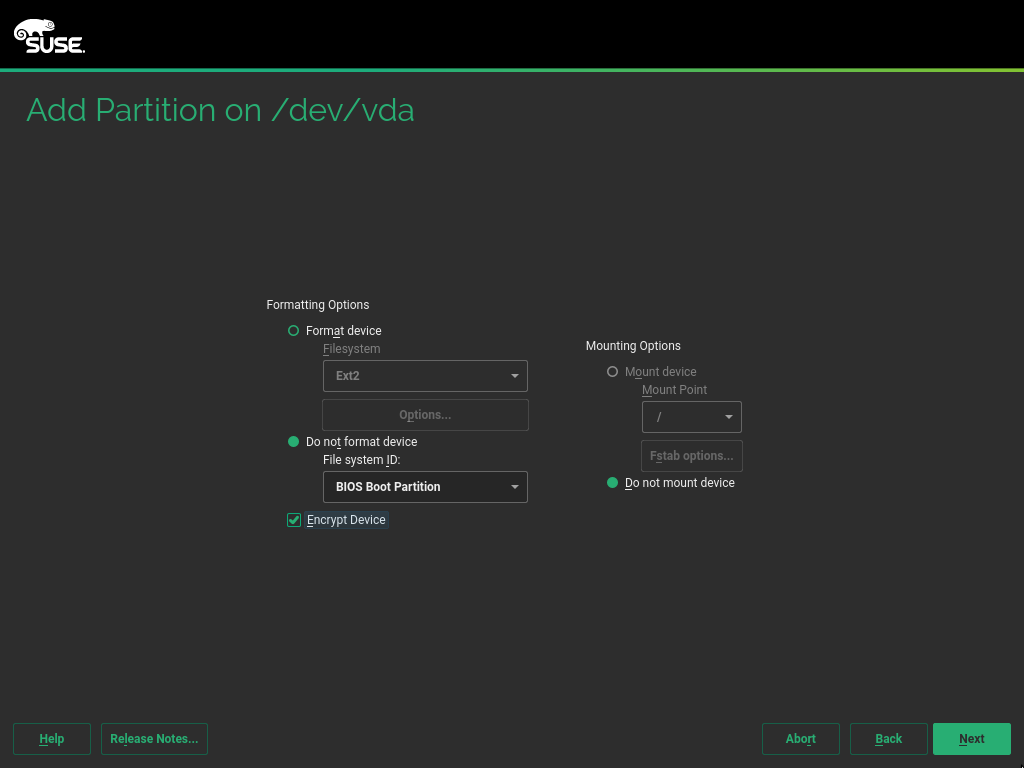 SUSE.
Add Partition on /dev/vda
Formatting Options
Format device
Filesystem
Ext2
Options...
Do not format device
File system ID:
BIOS Boot Partition
Encrypt Device
Mounting Options
Mount device
Mount Point
/
Fstab options...
Do not mount device
Help
Release Notes...
Abort
Back
Next